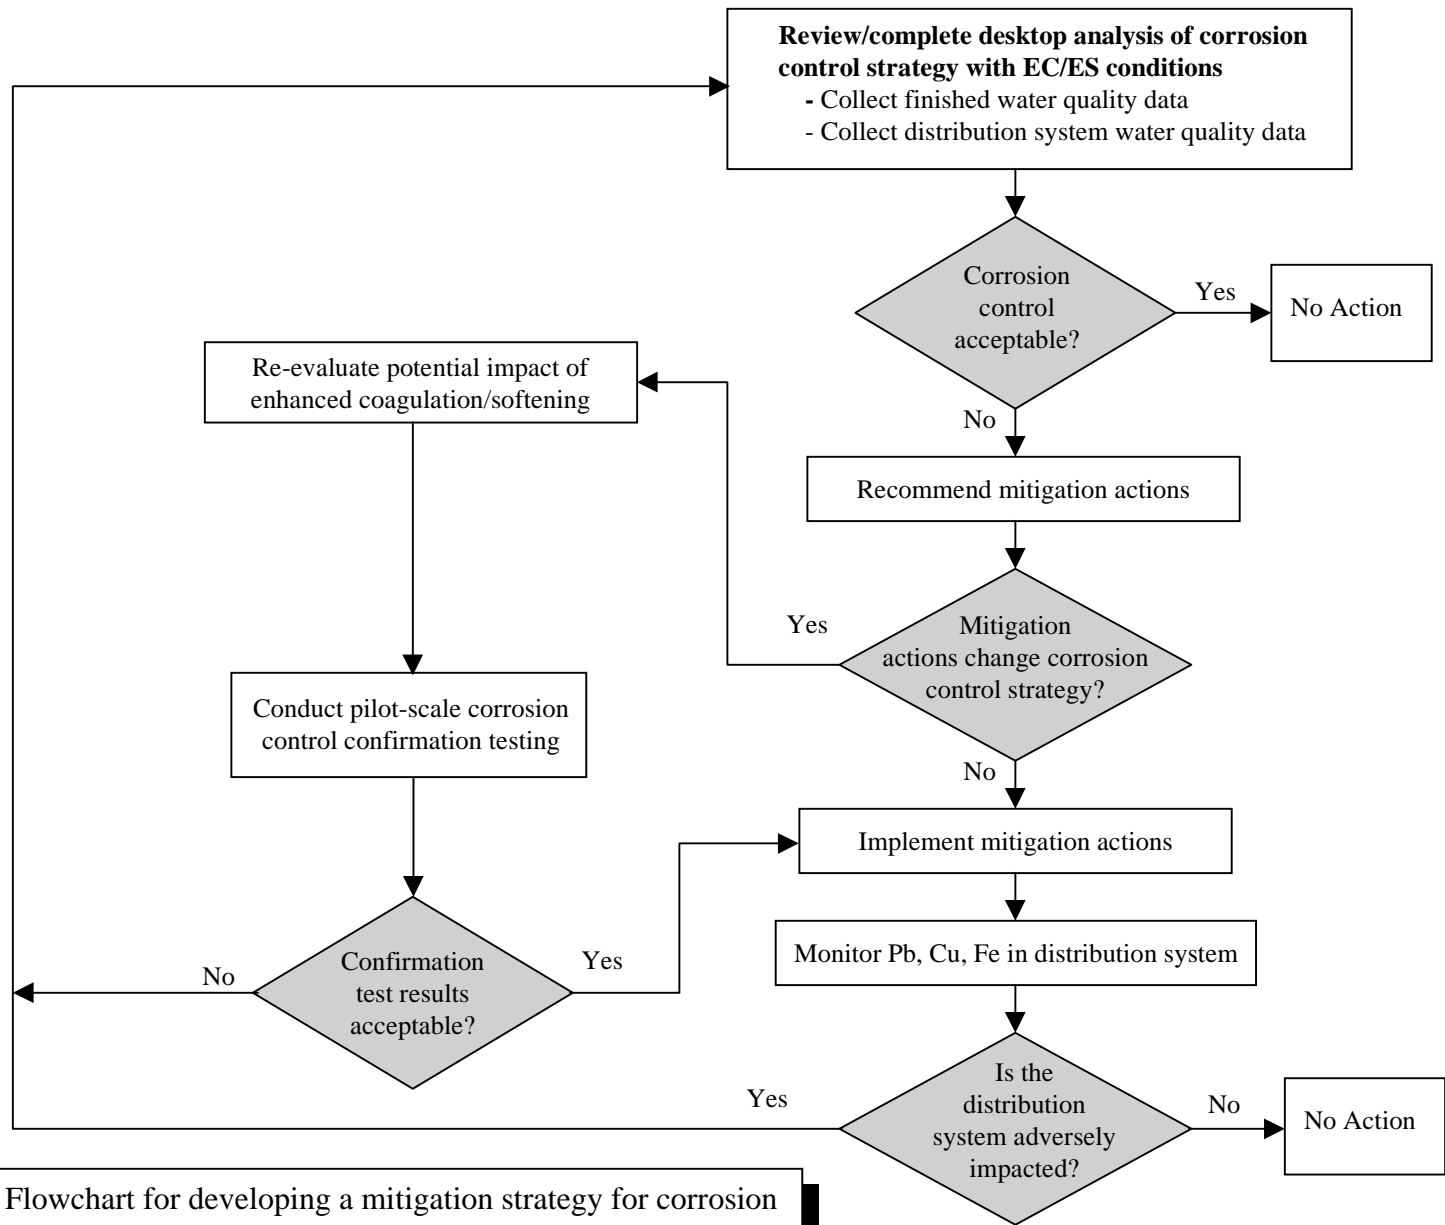 Review/complete desktop analysis of corrosion
control strategy with EC/ES conditions
- Collect finished water quality data
- Collect distribution system water quality data
Corrosion
control
acceptable?
Yes
No Action
No
Recommend mitigation actions
Mitigation
actions change corrosion
control strategy?
Yes
Re-evaluate potential impact of
enhanced coagulation/softening
Conduct pilot-scale corrosion
control confirmation testing
Confirmation
test results
acceptable?
No
Yes
No
Implement mitigation actions
Monitor Pb, Cu, Fe in distribution system
Is the
distribution
system adversely
impacted?
Yes
No
No Action
Flowchart for developing a mitigation strategy for corrosion